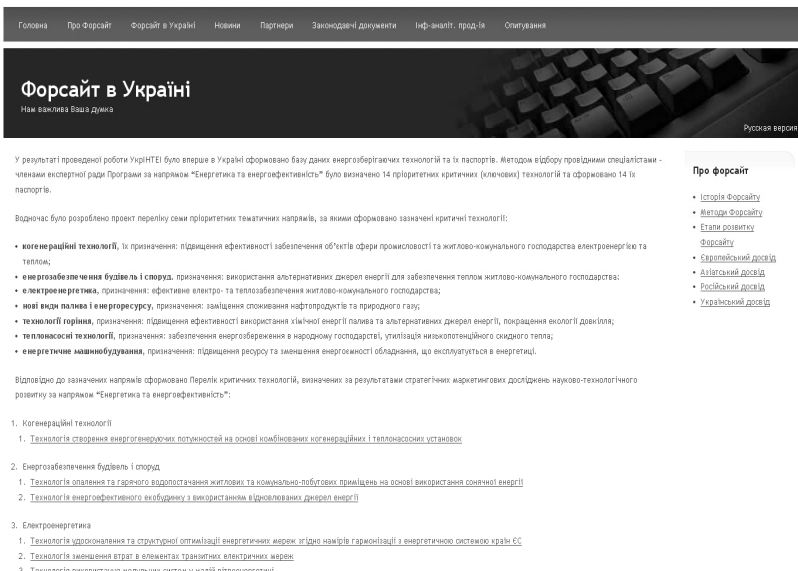 Головна Про Форсайт Форсайт в Україні Новини Партнери Законодавчі документи Інф-аналіт. прод-ія Опитування
Форсайт в Україні
Нам важлива Ваша думка
Русская версия
У результаті проведеної роботи УкрІНТЕІ було вперше в Україні сформовано базу даних енергозберігаючих технологій та їх паспортів. Методом відбору провідними спеціалістами -
членами експертної ради Програми за напрямом “Енергетика та енергоефективність” було визначено 14 пріоритетних критичних (ключових) технологій та сформовано 14 їх
паспортів.
Водночас було розроблено проект переліку семи пріоритетних тематичних напрямів, за якими сформовано зазначені критичні технології:
• когенераційні технології, їх призначення: підвищення ефективності забезпечення об’єктів сфери промисловості та житлово-комунального господарства електроенергією та
теплом;
• енергозабезпечення будівель і споруд. призначення: використання альтернативних джерел енергії для забезпечення теплом житлово-комунального господарства:
• електроенергетика, призначення: ефективне електро- та теплозабезпечення житлово-комунального господарства;
• нові види палива і енергоресурсу, призначення: заміщення споживання нафтопродуктів та природного газу;
• технології горіння, призначення: підвищення ефективності використання хімічної енергії палива та альтернативних джерел енергії, покращення екології довкілля;
• теплонасосні технології, призначення: забезпечення енергозбереження в народному господарстві, утилізація низькопотенційного скидного тепла;
• енергетичне машинобудування, призначення: підвищення ресурсу та зменшення енергоємності обладнання, що експлуатується в енергетиці.
Відповідно до зазначених напрямів сформовано Перелік критичних технологій, визначених за результатами стратегічних маркетингових досліджень науково-технологічного
розвитку за напрямом “Енергетика та енергоефективність”:
1. Когенераційні технології
1. Технологія створення енергогенеруючих потужностей на основі комбінованих когенераційних і теплонасосних установок
2. Енергозабезпечення будівель і споруд
1. Технологія опалення та гарячого водопостачання житлових та комунально-побутових приміщень на основі використання сонячної енергії
2. Технологія енергоефективного екобудинку з використанням відновлюваних джерел енергії
3. Електроенергетика
1. Технологія удосконалення та структурної оптимізації енергетичних мереж згідно намірів гармонізації з енергетичною системою країн ЄС
2. Технологія зменшення втрат в елементах транзитних електричних мереж
3. Технологія використання модульних систем у малій вітроенергетиці
Про форсайт
• Історія Форсайту
• Методи Форсайту
• Етапи розвитку
Форсайту
• Європейський досвід
• Азіатський досвід
• Російський досвід
• Український досвід